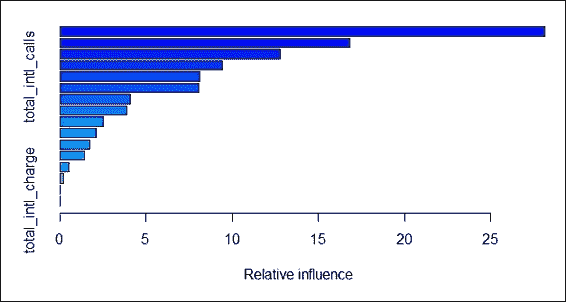 total_intl_calls
total_intl_charge
0 5 10 15 20 25
Relative influence